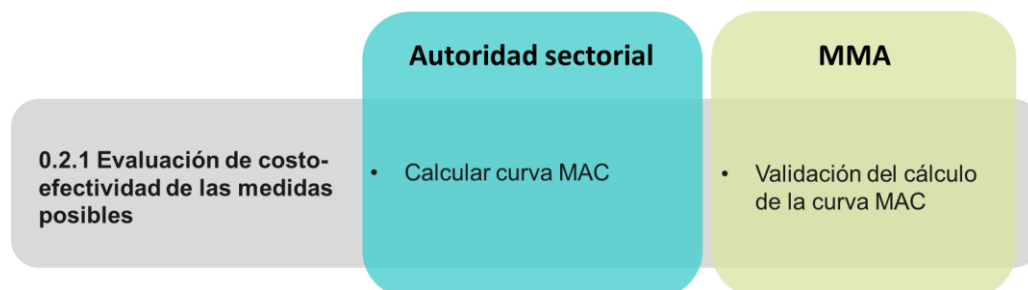 Autoridad sectorial
MMA
0.2.1 Evaluación de costo-
efectividad de las medidas
posibles
• Calcular curva MAC
• Validación del cálculo
de la curva MAC